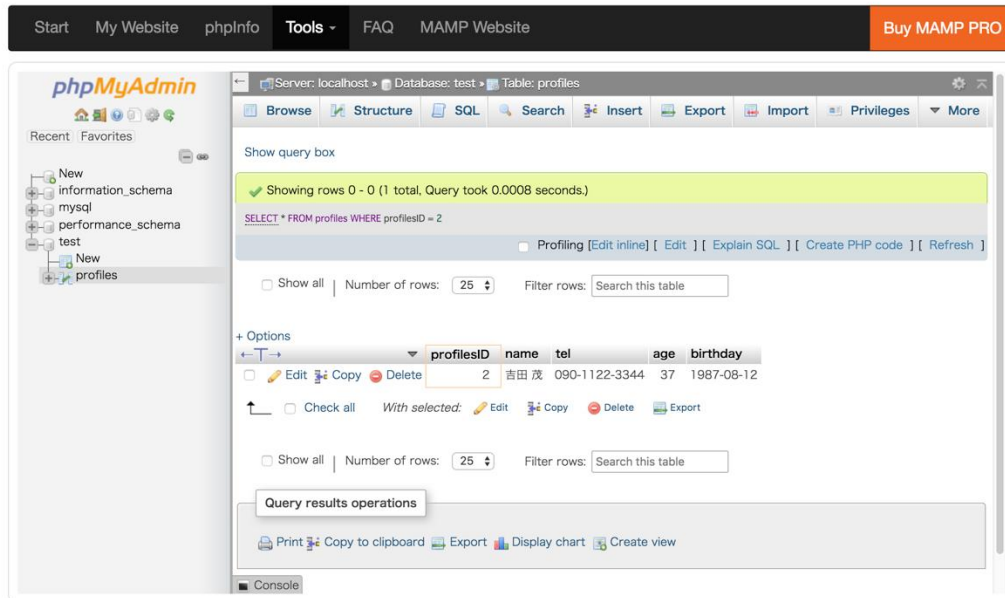 Start My Website phpInfo Tools FAQ MAMP Website Buy MAMP PRO
phpMyAdmin
Recent Favorites
New
information_schema
mysql
performance_schema
test
New
profiles
Server: localhost » Database: test » Table: profiles
Browse Structure SQL Search Insert Export Import Privileges More
Show query box
Showing rows 0 - 0 (1 total, Query took 0.0008 seconds.)
SELECT * FROM profiles WHERE profilesID = 2
Profiling [Edit inline] [ Edit ] [ Explain SQL ] [ Create PHP code ] [ Refresh ]
Show all | Number of rows: 25 Filter rows: Search this table
+ Options
←T→ profilesID name tel age birthday
Edit Copy Delete 2 吉田 茂 090-1122-3344 37 1987-08-12
Check all With selected: Edit Copy Delete Export
Show all | Number of rows: 25 Filter rows: Search this table
Query results operations
Print Copy to clipboard Export Display chart Create view
Console